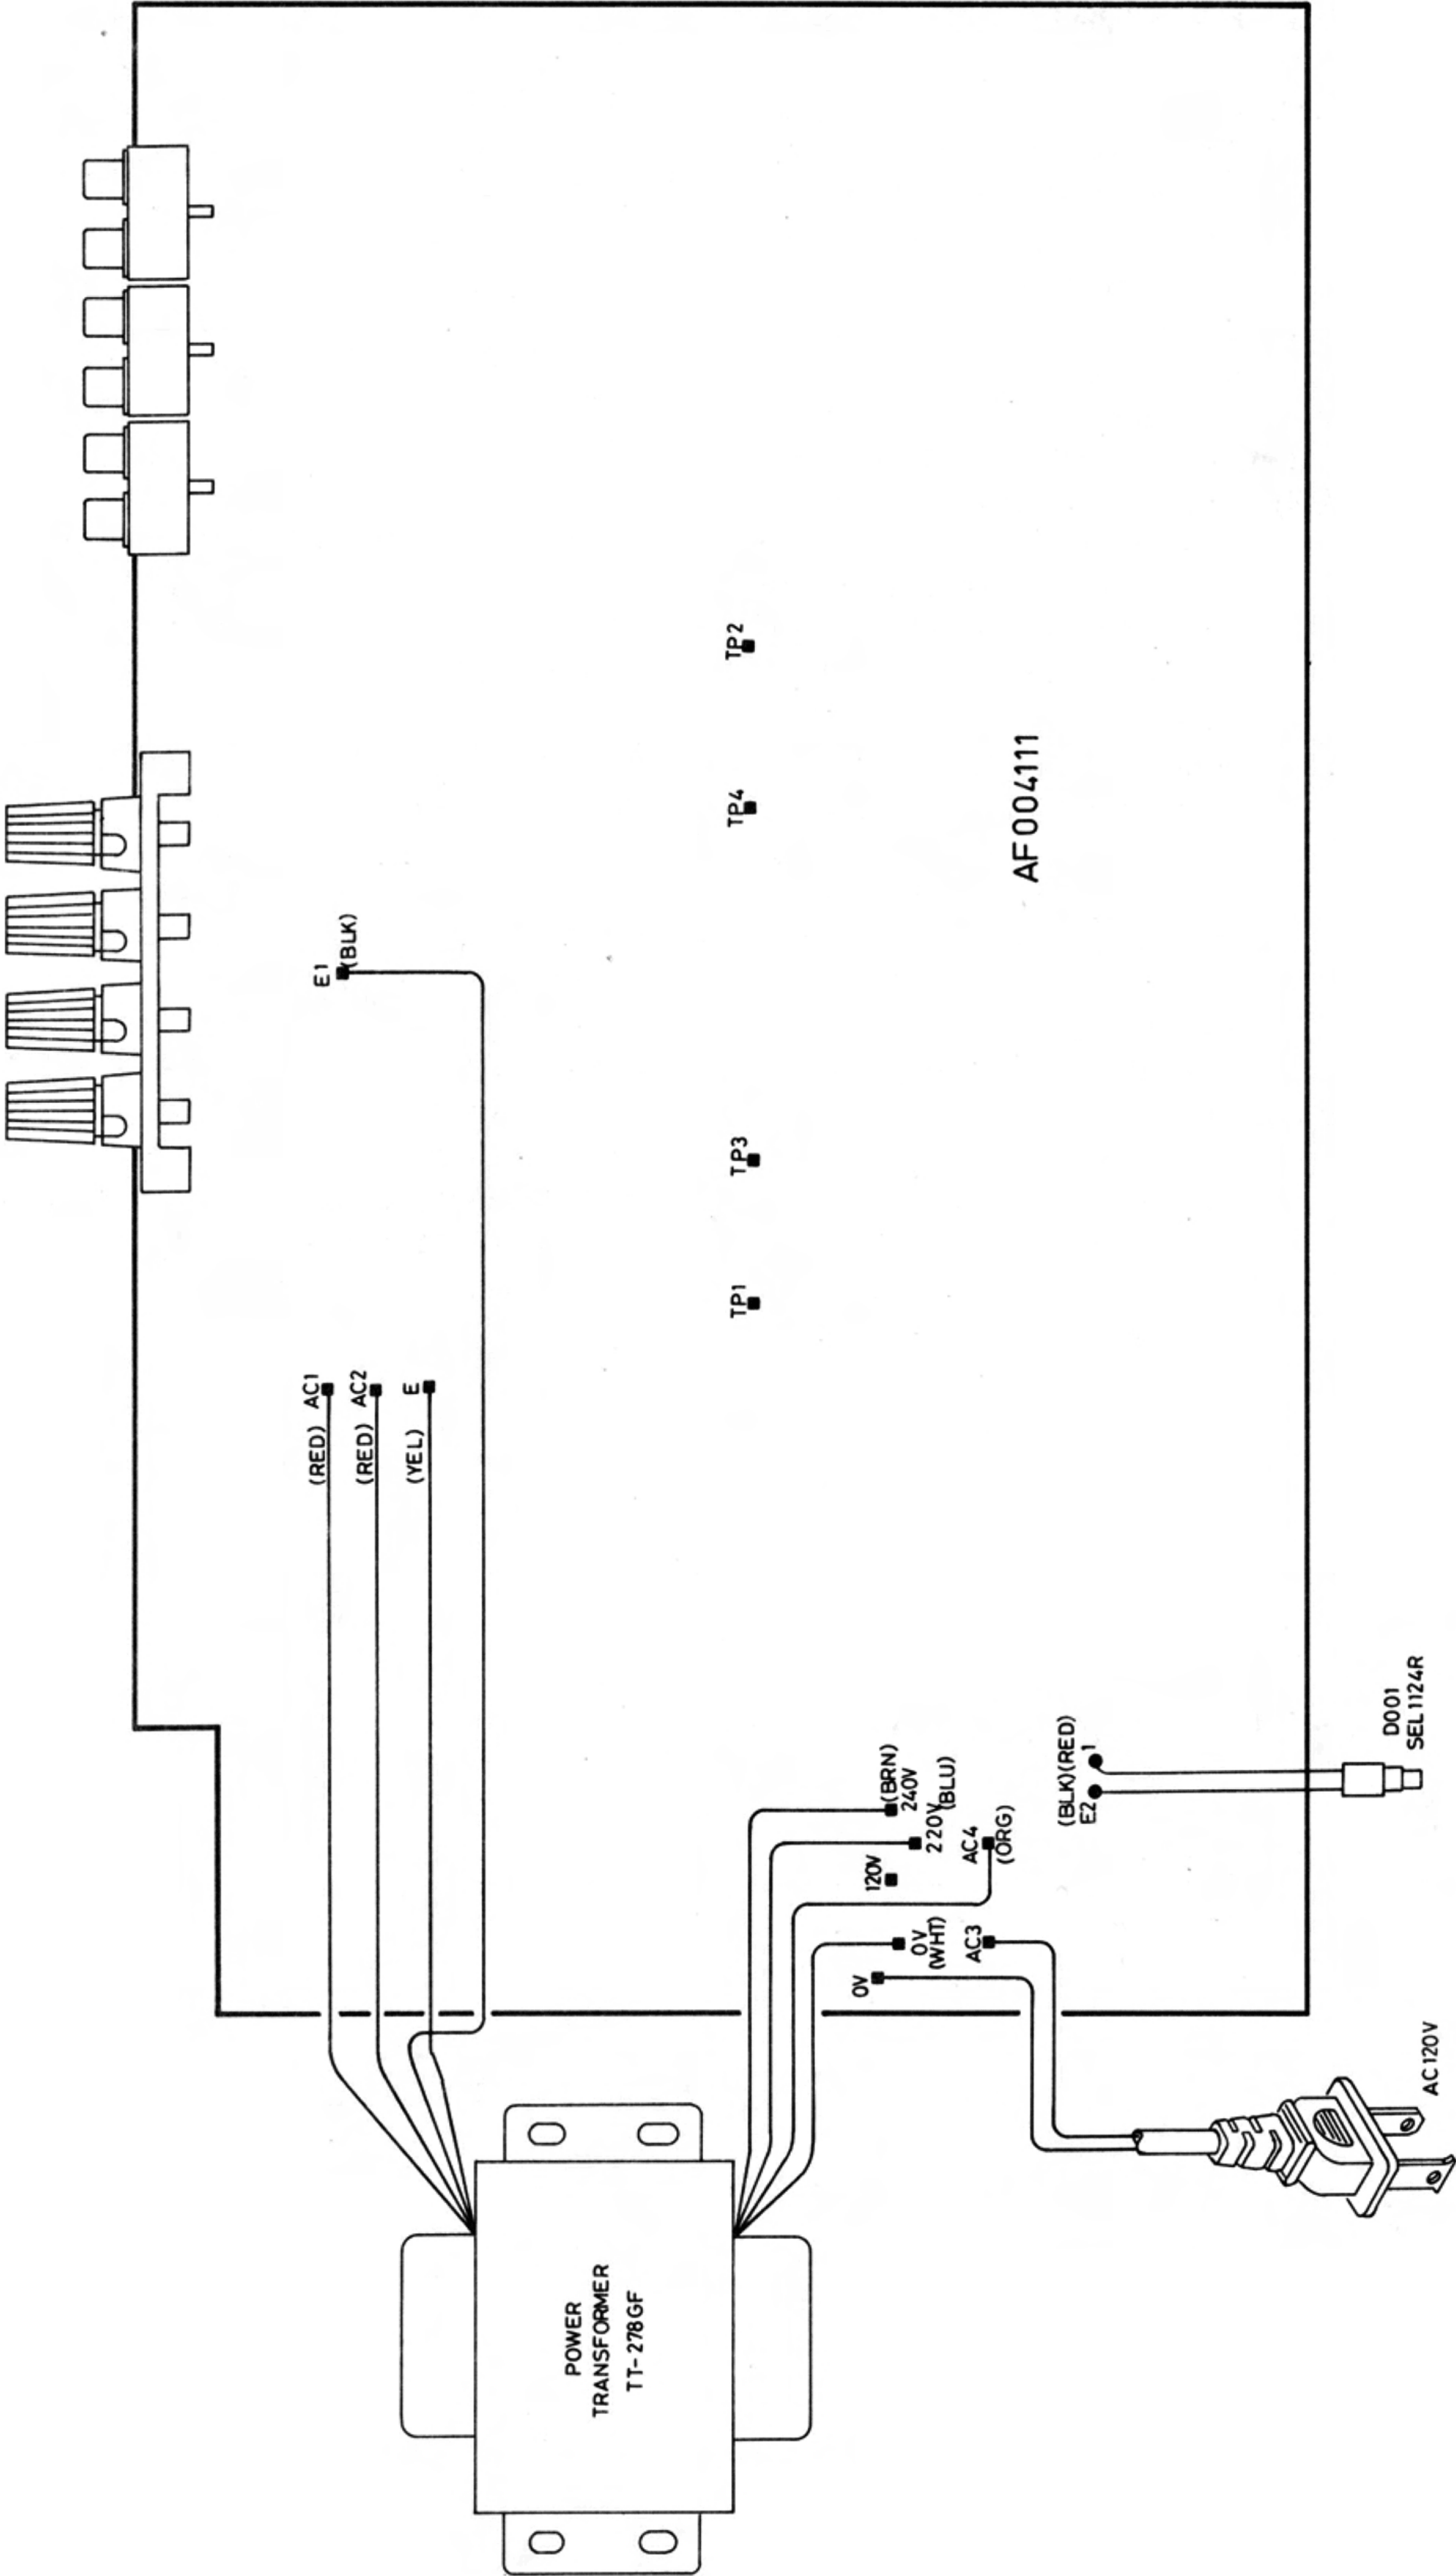 E1
(BLK)
(RED) AC1
(RED) AC2
(YEL) E
TP1
TP3
TP4
TP2
AF004111
POWER
TRANSFORMER
TT-278GF
(BRN)
240V
220V
(BLU)
120V
AC4
(ORG)
0V
(WHT)
AC3
0V
(BLK)(RED)
E2 1
D001
SEL1124R
AC120V